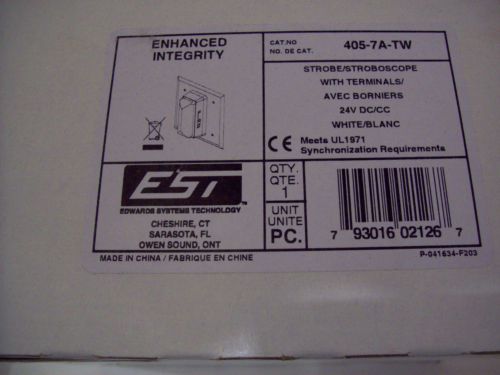 ENHANCED
INTEGRITY
CAT.NO
NO. DE CAT.
405-7A-TW
STROBE/STROBOSCOPE
WITH TERMINALS/
AVEC BORNIERS
24V DC/CC
WHITE/BLANC
CE Meets UL1971
Synchronization Requirements
EST
EDWARDS SYSTEMS TECHNOLOGY
CHESHIRE, CT
SARASOTA, FL
OWEN SOUND, ONT
QTY.
QTE.
1
UNIT
UNITE
PC.
7 93016 02126 7
MADE IN CHINA / FABRIQUE EN CHINE
P-041634-F203